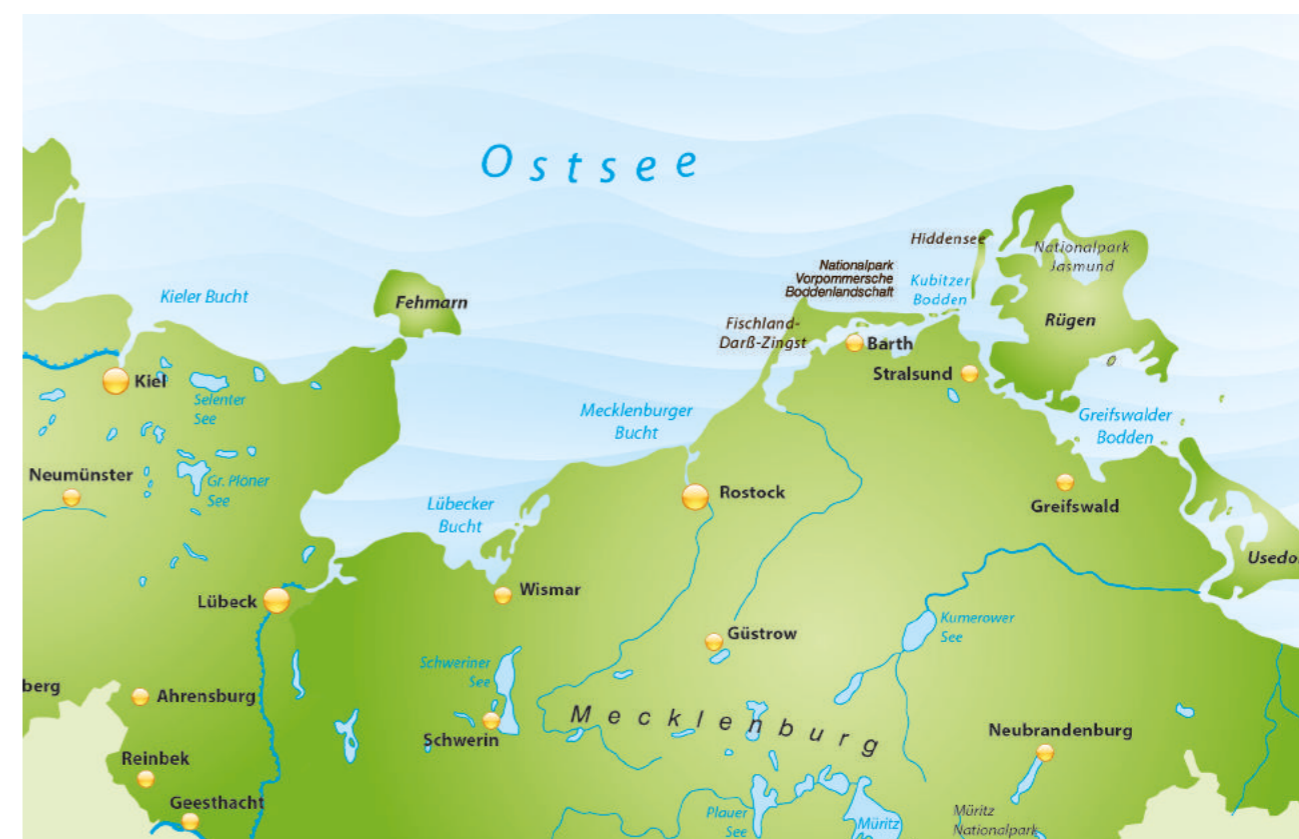 Ostsee
Hiddensee
Nationalpark
Jasmund
Nationalpark
Vorpommersche
Boddenlandschaft
Kubitzer
Bodden
Kieler Bucht
Fehmarn
Rügen
Fischland-
Darß-Zingst
Barth
Stralsund
Kiel
Selenter
See
Mecklenburger
Bucht
Greifswalder
Bodden
Neumünster
Gr. Plöner
See
Rostock
Lübecker
Bucht
Greifswald
Usedo
Wismar
Lübeck
Kumerower
See
Güstrow
Schweriner
See
berg
Ahrensburg
Mecklenburg
Schwerin
Neubrandenburg
Reinbek
Geesthacht
Plauer
See
Müritz
Müritz
Nationalpark